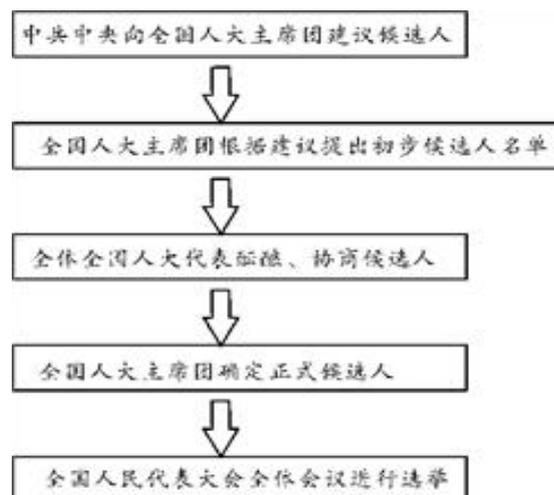 中共中央向全国人大主席团建议候选人
全国人大主席团根据建议提出初步候选人名单
全体全国人大代表酝酿、协商候选人
全国人大主席团确定正式候选人
全国人民代表大会全体会议进行选举